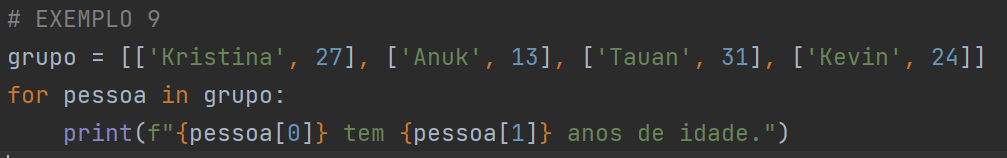 # EXEMPLO 9
grupo = [['Kristina', 27], ['Anuk', 13], ['Tauan', 31], ['Kevin', 24]]
for pessoa in grupo:
    print(f"{pessoa[0]} tem {pessoa[1]} anos de idade.")